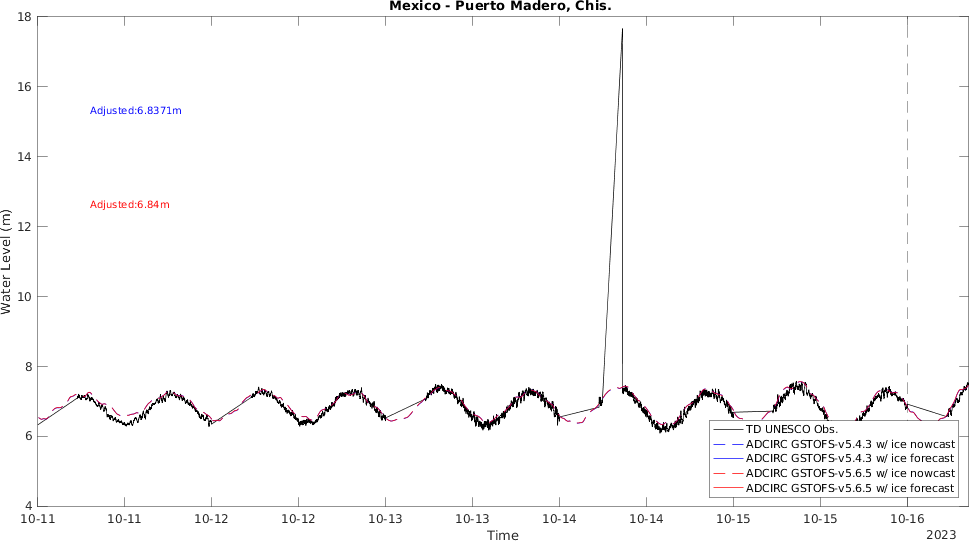 Mexico - Puerto Madero, Chis.
18
16
14
12
10
8
6
4
Water Level (m)
Adjusted:6.8371m
Adjusted:6.84m
TD UNESCO Obs.
ADCIRC GSTOFS-v5.4.3 w/ ice nowcast
ADCIRC GSTOFS-v5.4.3 w/ ice forecast
ADCIRC GSTOFS-v5.6.5 w/ ice nowcast
ADCIRC GSTOFS-v5.6.5 w/ ice forecast
10-11 10-11 10-12 10-12 10-13 10-13 10-14 10-14 10-15 10-15 10-16
Time
2023